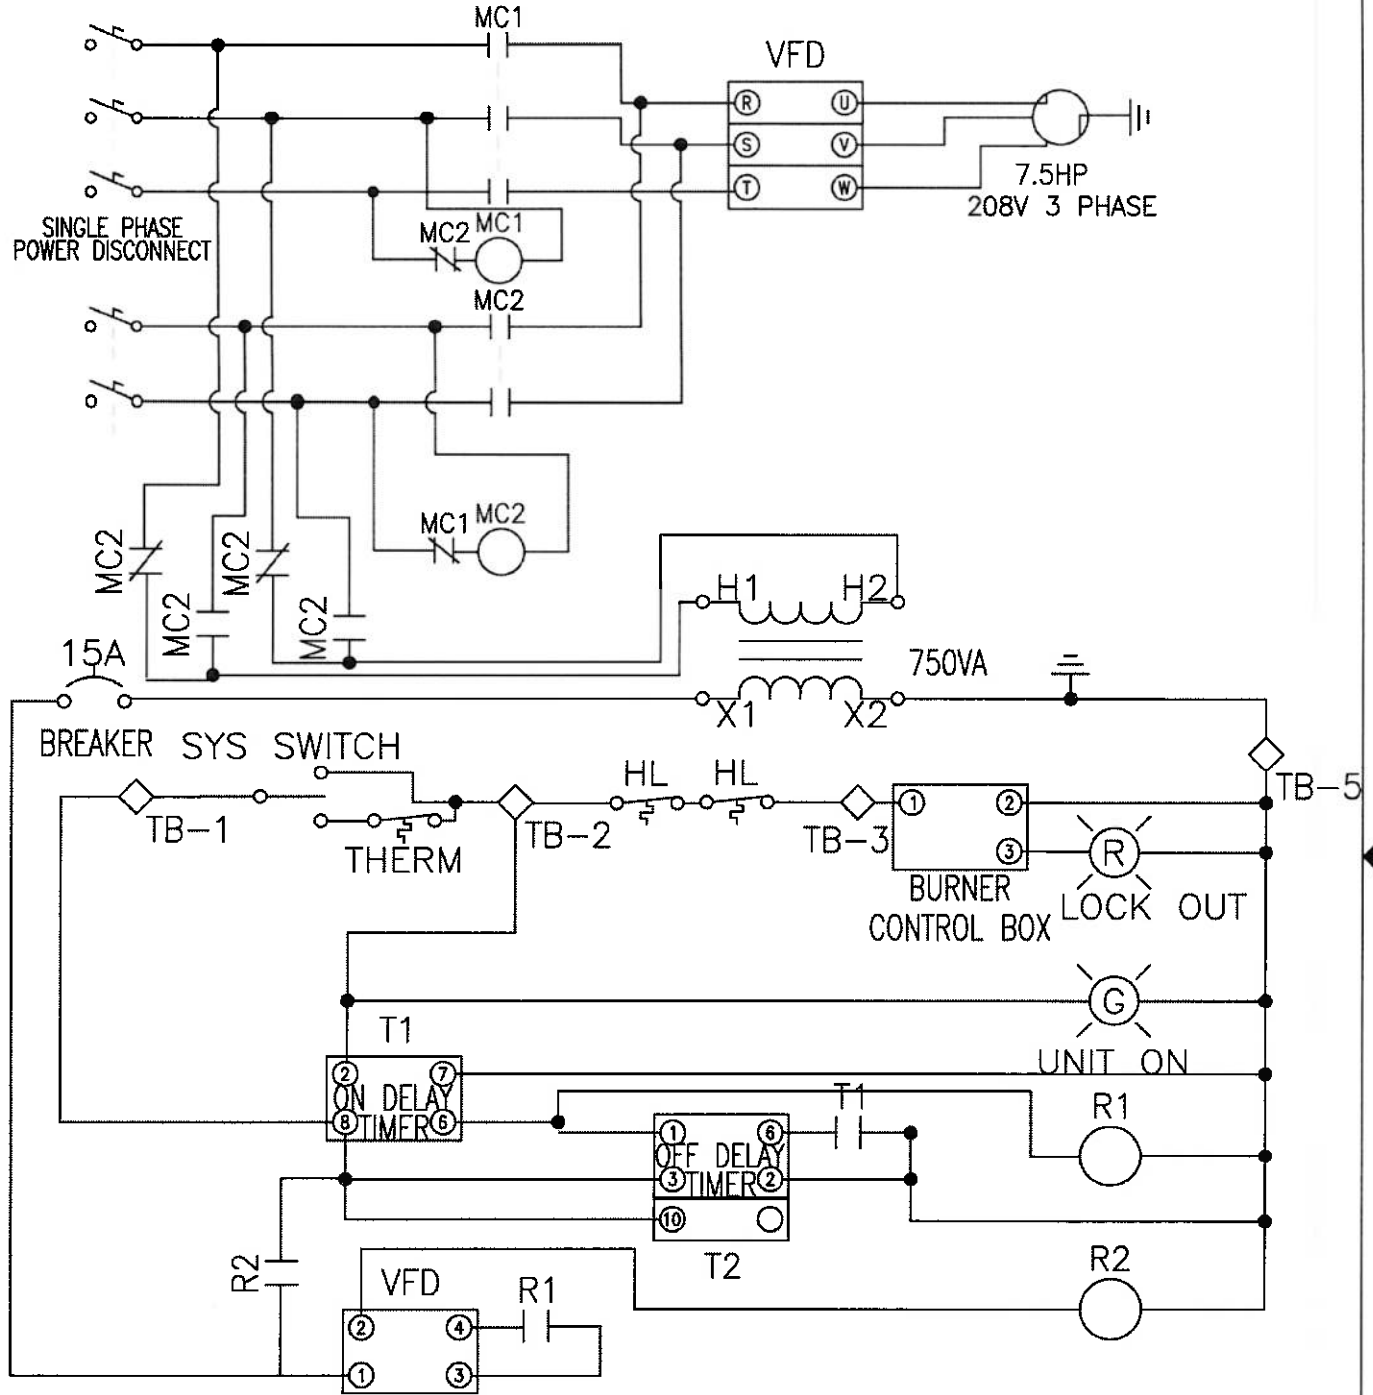 MC1
VFD
R
U
S
V
T
W
7.5HP
208V 3 PHASE
SINGLE PHASE
POWER DISCONNECT
MC2
MC1
MC2
MC1
MC2
MC2
MC2
MC2
MC2
H1
H2
15A
750VA
X1
X2
BREAKER
SYS SWITCH
HL
HL
TB-5
TB-1
TB-2
TB-3
1
2
3
R
THERM
BURNER
CONTROL BOX
LOCK OUT
G
T1
UNIT ON
2
7
ON DELAY
TIMER
8
6
T1
R1
1
6
OFF DELAY
TIMER
3
2
10
T2
R2
VFD
R1
R2
2
4
1
3